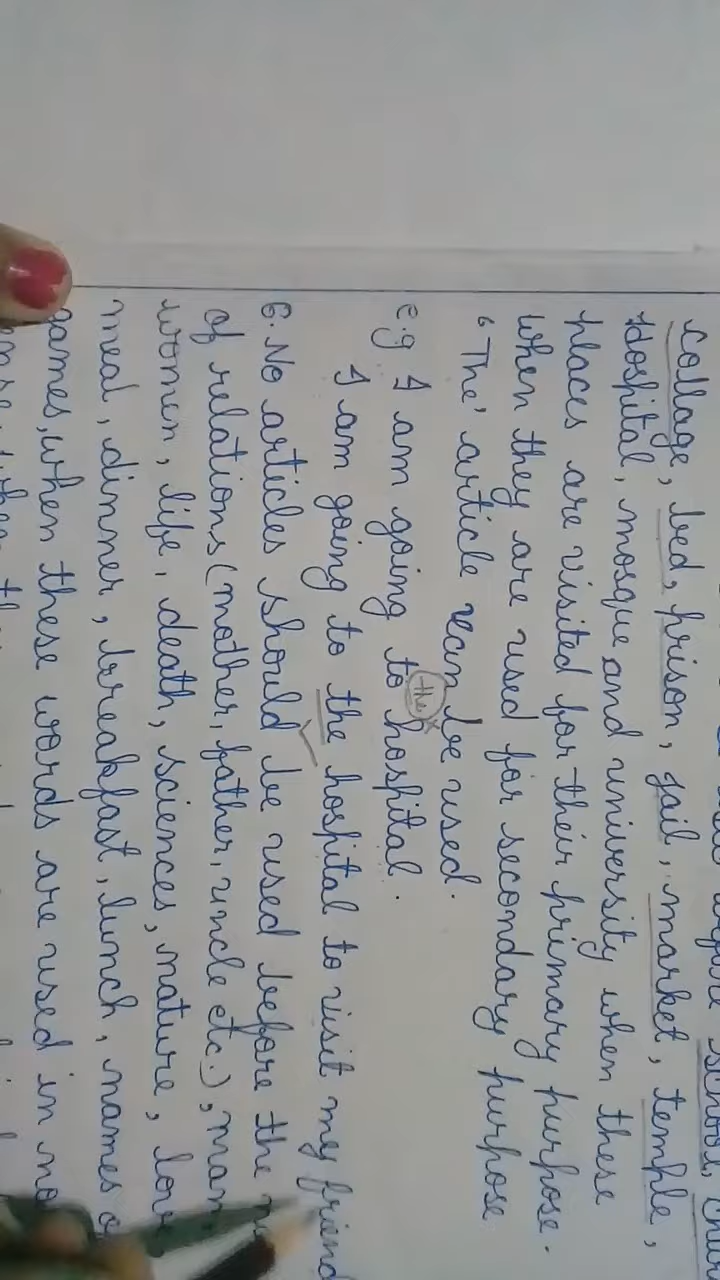 school,
collage, bed, prison, jail, market, temple,
Hospital, mosque and university when these
places are visited for their primary purpose.
when they are used for secondary purpose
'The' article can be used.
e.g I am going to the hospital.
I am going to the hospital to visit my friend
6. No articles should be used before the
of relations (mother, father, uncle etc.), man
women, life, death, sciences, nature, love
meal, dinner, breakfast, lunch, names of
games, when these words are used in